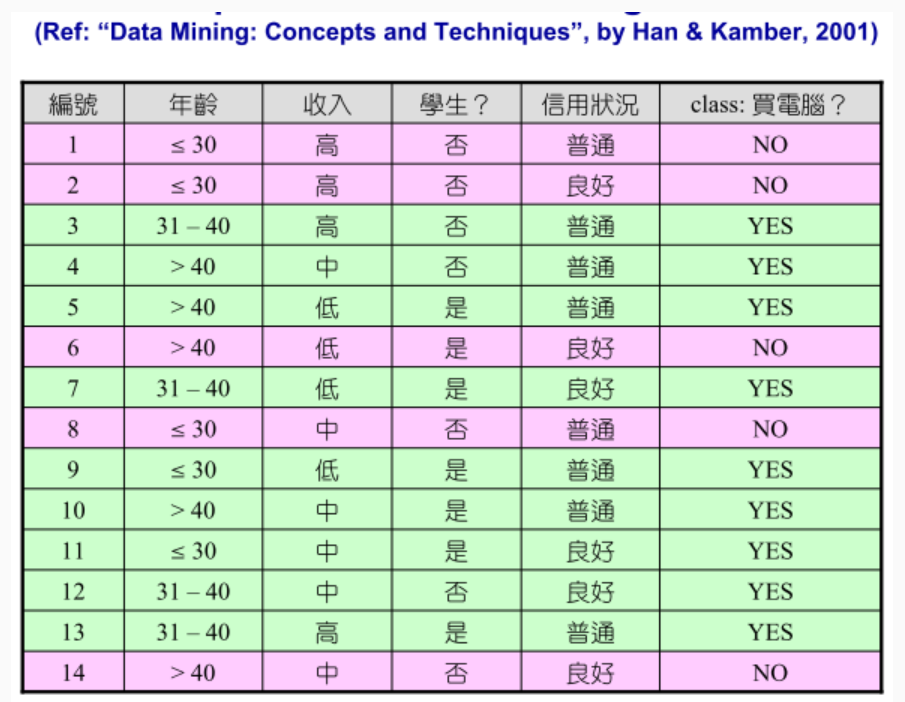 (Ref: “Data Mining: Concepts and Techniques”, by Han & Kamber, 2001)
編號 年齡 收入 學生？ 信用狀況 class: 買電腦？
1 ≤ 30 高 否 普通 NO
2 ≤ 30 高 否 良好 NO
3 31 – 40 高 否 普通 YES
4 > 40 中 否 普通 YES
5 > 40 低 是 普通 YES
6 > 40 低 是 良好 NO
7 31 – 40 低 是 良好 YES
8 ≤ 30 中 否 普通 NO
9 ≤ 30 低 是 普通 YES
10 > 40 中 是 普通 YES
11 ≤ 30 中 是 良好 YES
12 31 – 40 中 否 良好 YES
13 31 – 40 高 是 普通 YES
14 > 40 中 否 良好 NO